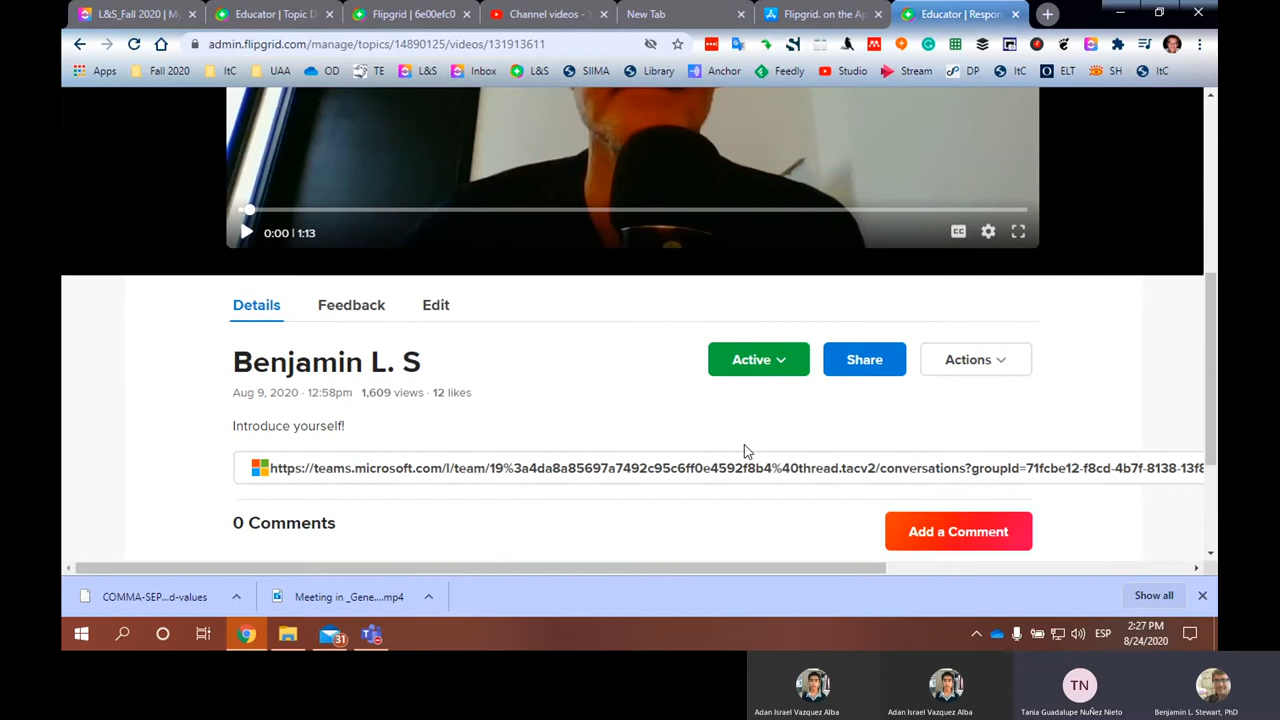 L&S_Fall 2020 | My
Educator | Topic D
Flipgrid | 6e00efc0
Channel videos - Y
New Tab
Flipgrid. on the Ap
Educator | Respon
admin.flipgrid.com/manage/topics/14890125/videos/131913611
Apps
Fall 2020
ItC
UAA
OD
TE
L&S
Inbox
L&S
SIIMA
Library
Anchor
Feedly
Studio
Stream
DP
ItC
ELT
SH
ItC
0:00 | 1:13
CC
Details
Feedback
Edit
Benjamin L. S
Active
Share
Actions
Aug 9, 2020 · 12:58pm 1,609 views · 12 likes
Introduce yourself!
https://teams.microsoft.com/l/team/19%3a4da8a85697a7492c95c6ff0e4592f8b4%40thread.tacv2/conversations?groupId=71fcbe12-f8cd-4b7f-8138-13f8
0 Comments
Add a Comment
COMMA-SEP...d-values
Meeting in _Gene....mp4
Show all
31
ESP
2:27 PM
8/24/2020
TN
Adan Israel Vazquez Alba
Adan Israel Vazquez Alba
Tania Guadalupe Nuñez Nieto
Benjamin L. Stewart, PhD